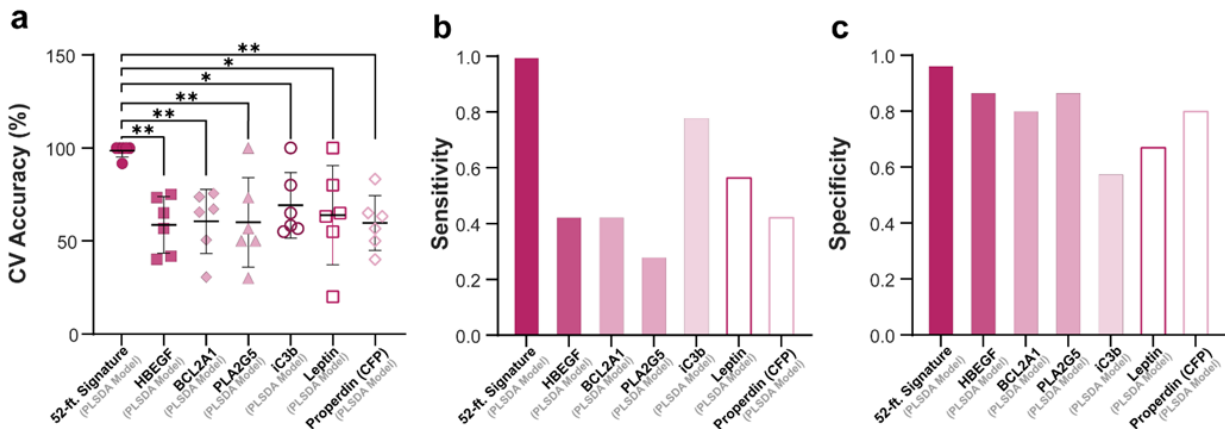 a
CV Accuracy (%)
150
100
50
0
**
*
*
**
**
**
52-ft. Signature
(PLSDA Model)
HBEGF
(PLSDA Model)
BCL2A1
(PLSDA Model)
PLA2G5
(PLSDA Model)
iC3b
(PLSDA Model)
Leptin
(PLSDA Model)
Properdin (CFP)
(PLSDA Model)
b
Sensitivity
1.0
0.8
0.6
0.4
0.2
0.0
52-ft. Signature
(PLSDA Model)
HBEGF
(PLSDA Model)
BCL2A1
(PLSDA Model)
PLA2G5
(PLSDA Model)
iC3b
(PLSDA Model)
Leptin
(PLSDA Model)
Properdin (CFP)
(PLSDA Model)
c
Specificity
1.0
0.8
0.6
0.4
0.2
0.0
52-ft. Signature
(PLSDA Model)
HBEGF
(PLSDA Model)
BCL2A1
(PLSDA Model)
PLA2G5
(PLSDA Model)
iC3b
(PLSDA Model)
Leptin
(PLSDA Model)
Properdin (CFP)
(PLSDA Model)